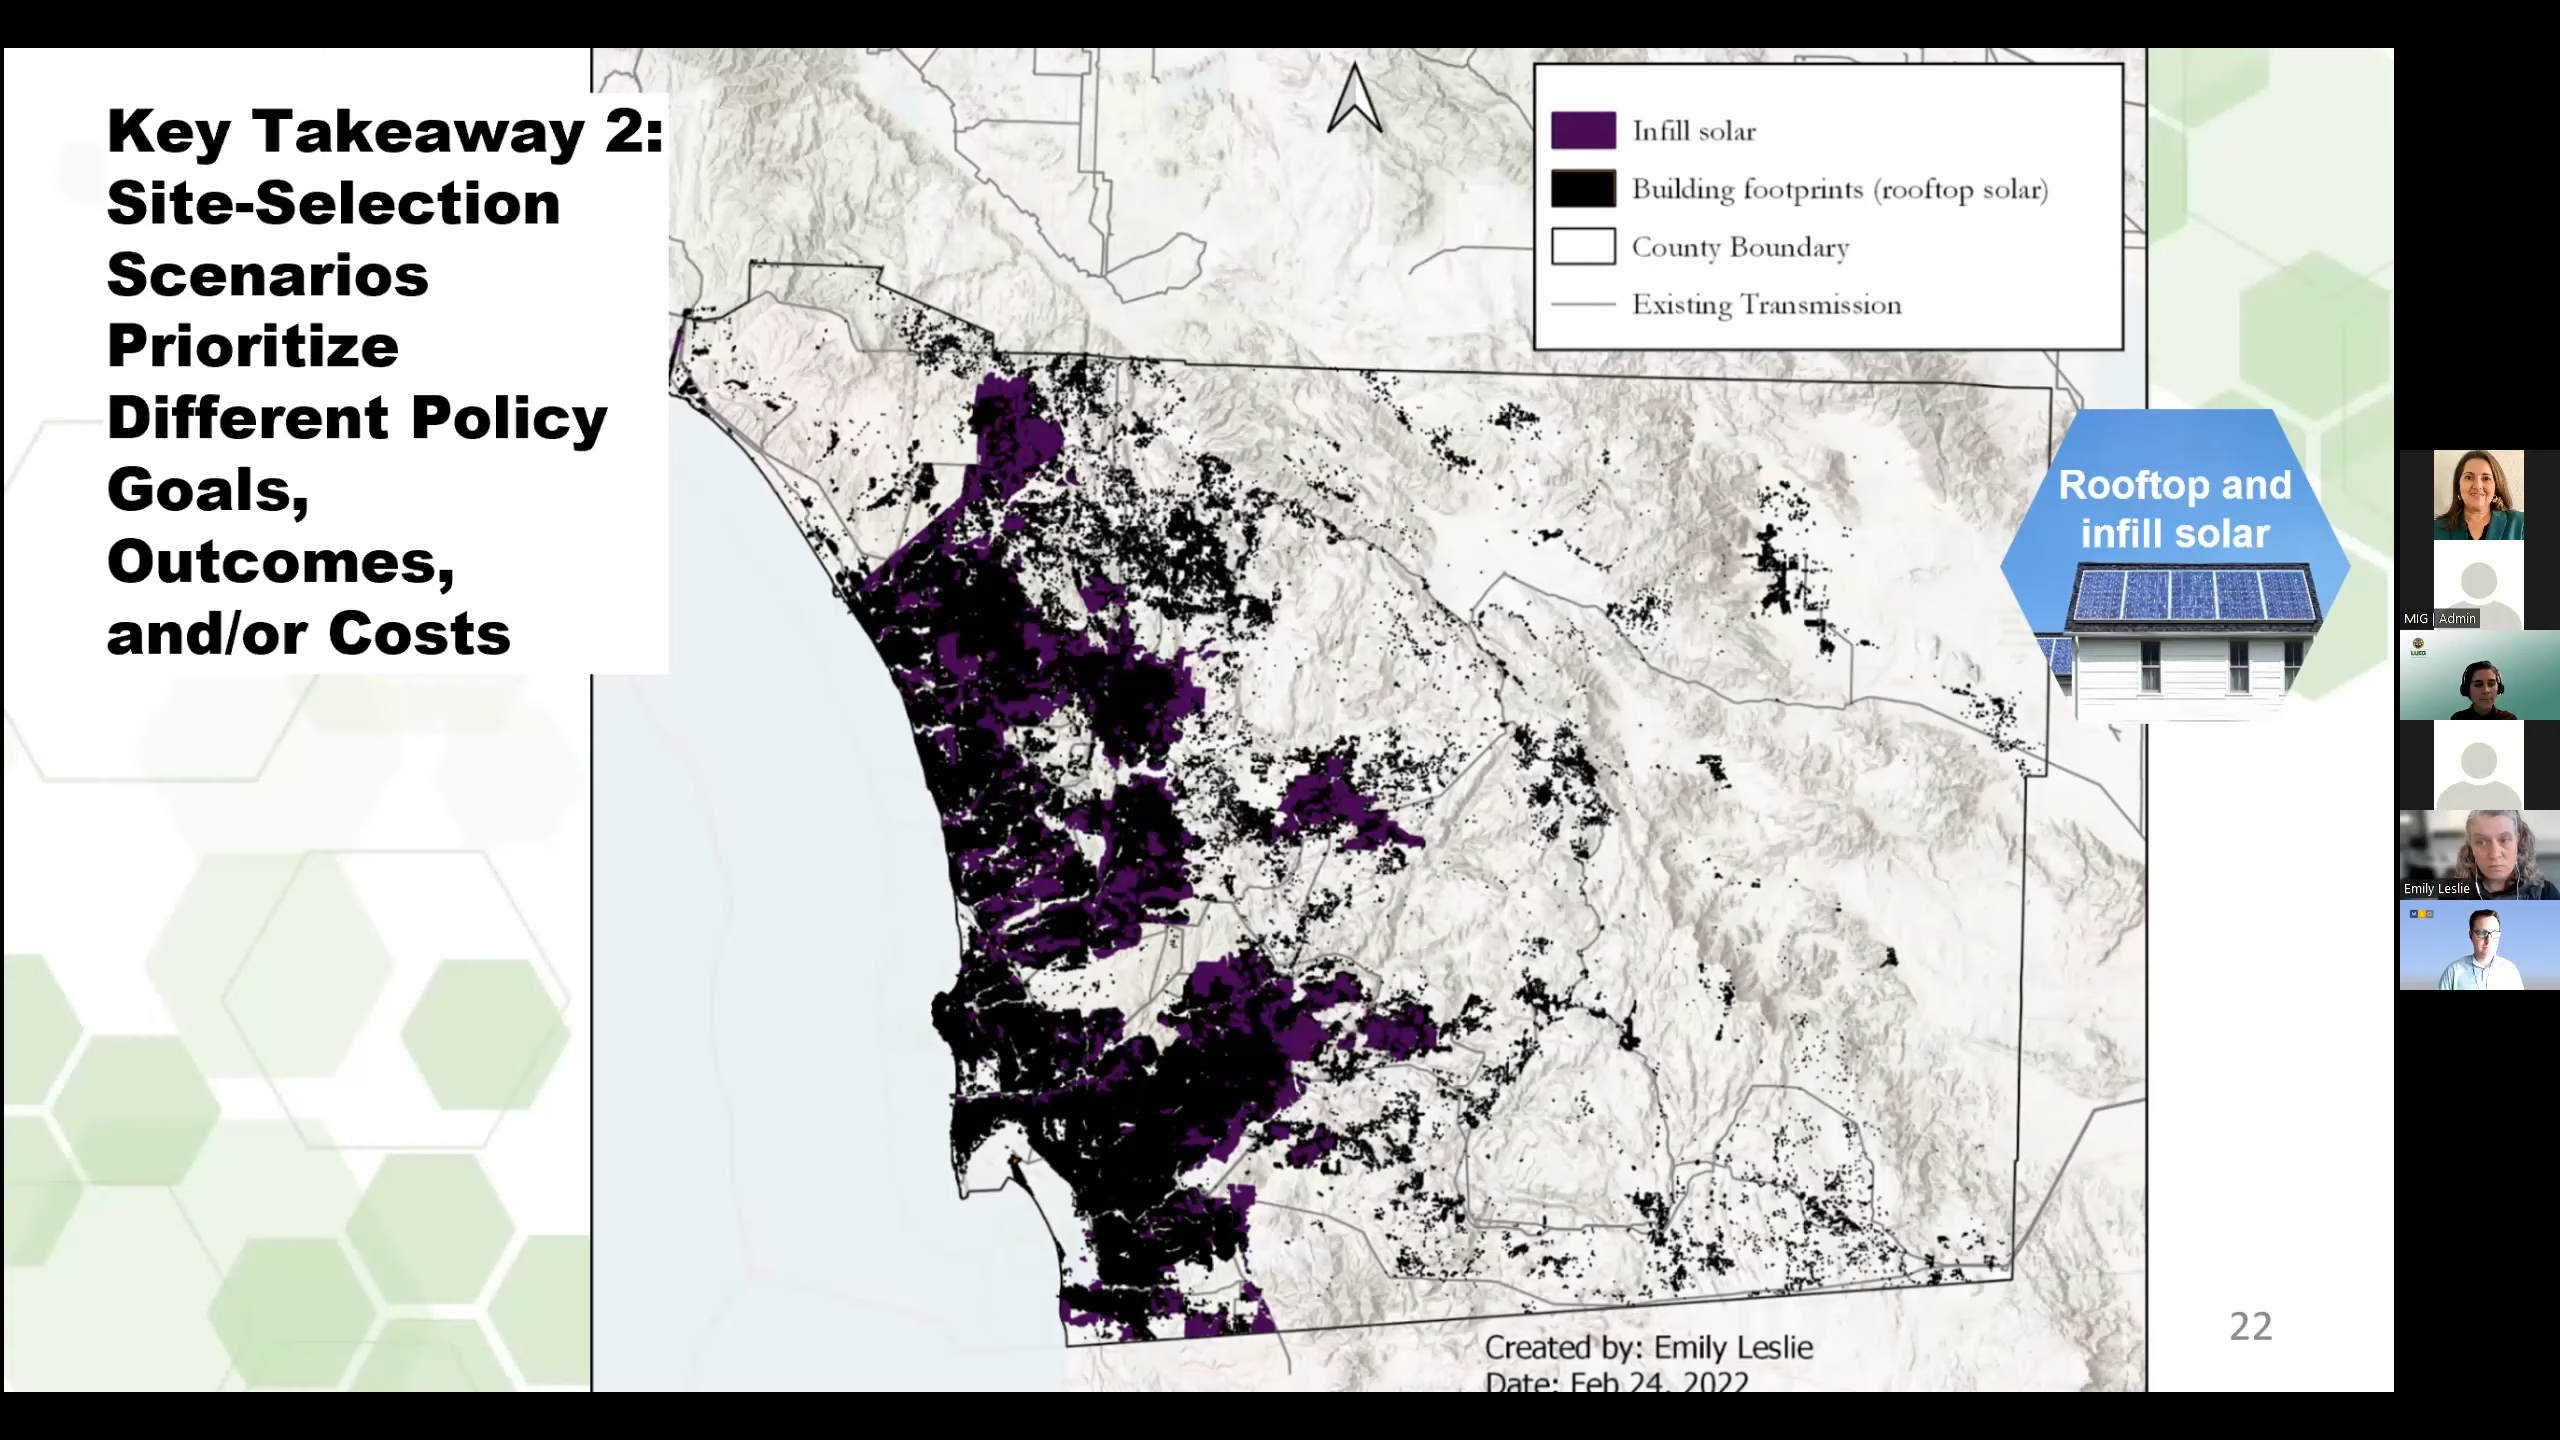 Key Takeaway 2:
Site-Selection
Scenarios
Prioritize
Different Policy
Goals,
Outcomes,
and/or Costs
Infill solar
Building footprints (rooftop solar)
County Boundary
Existing Transmission
Rooftop and
infill solar
Created by: Emily Leslie
Date: Feb 24, 2022
22
MIG | Admin
LUEG
Emily Leslie
MIG